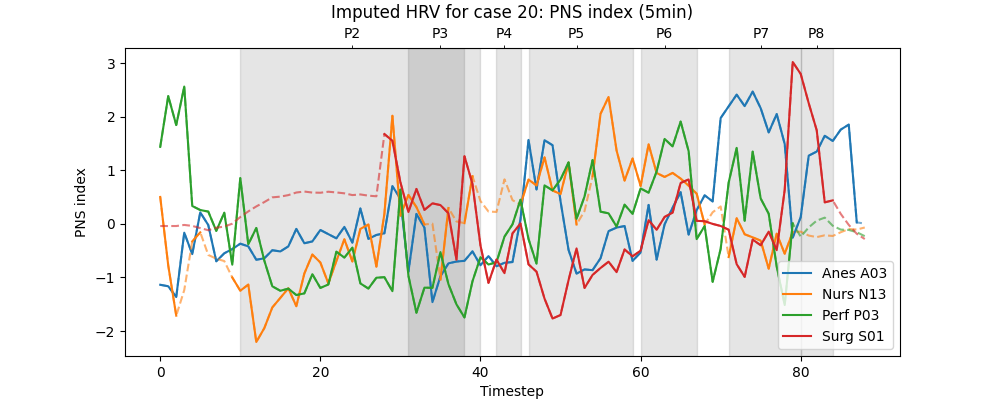 Imputed HRV for case 20: PNS index (5min)
P2 P3 P4 P5 P6 P7 P8
3
2
1
0
−1
−2
PNS index
0 20 40 60 80
Timestep
Anes A03
Nurs N13
Perf P03
Surg S01